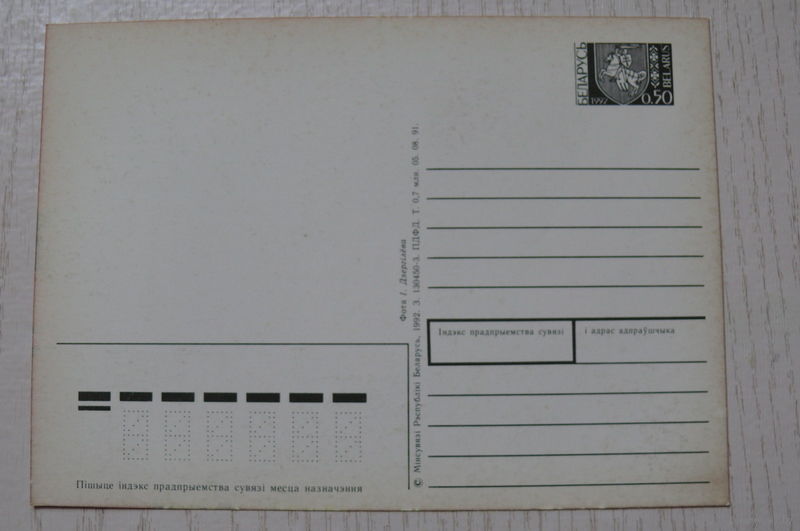 БЕЛАРУСЬ
1992
0.50
BELARUS
Фота І. Дзергілёва
© Мінсувязі Рэспублікі Беларусь, 1992. З. 130450-3. ПДФД. Т. 0,7 млн. 05. 08. 91.
Індэкс прадпрыемства сувязі
і адрас адпраўшчыка
Пішыце індэкс прадпрыемства сувязі месца назначэння